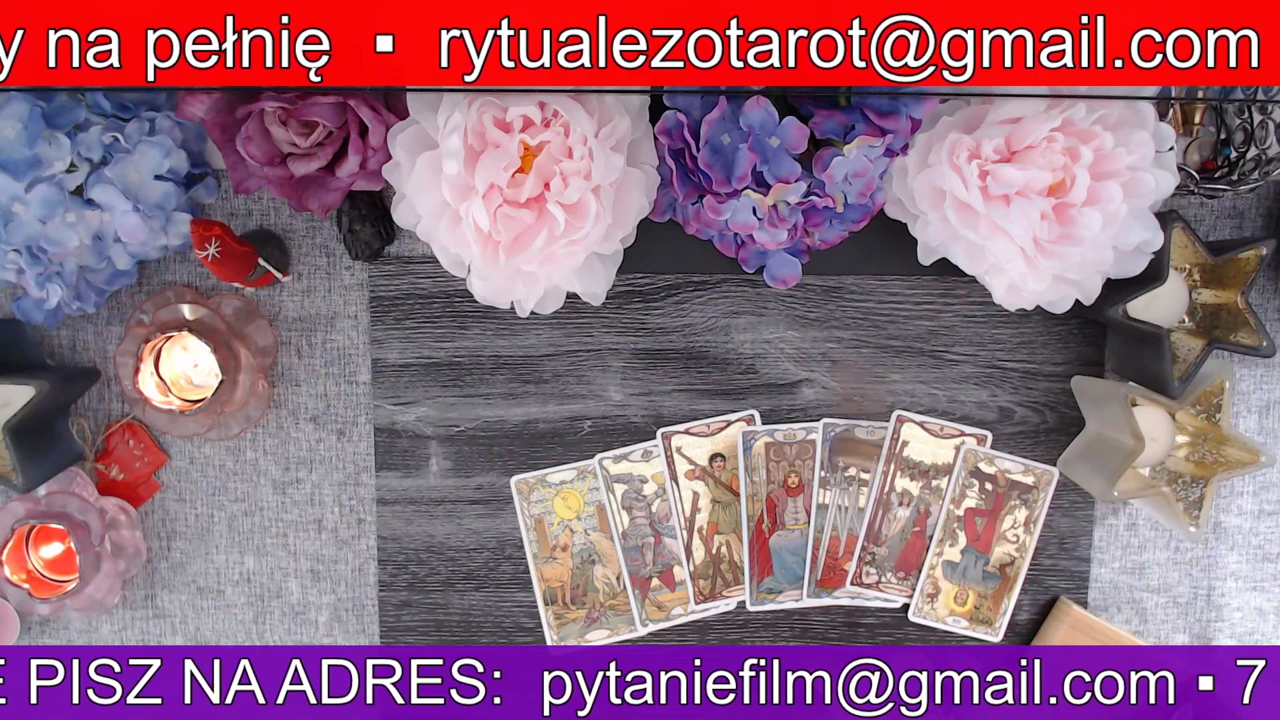 y na pełnię ▪ rytualezotarot@gmail.com
E PISZ NA ADRES: pytaniefilm@gmail.com ▪ 7